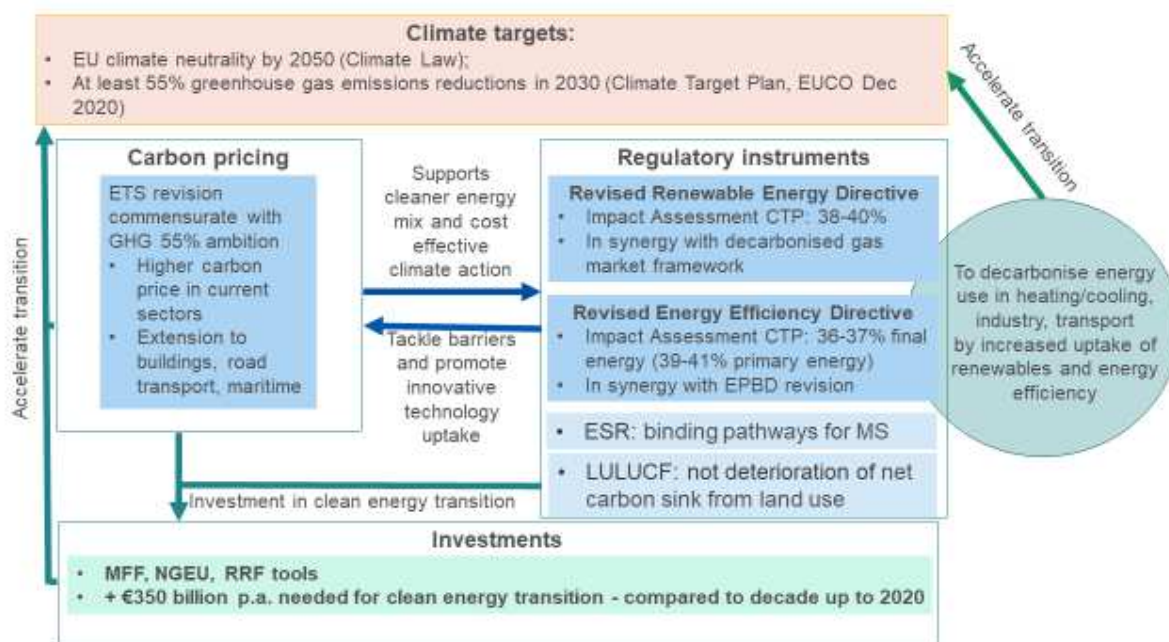 Climate targets:
• EU climate neutrality by 2050 (Climate Law);
• At least 55% greenhouse gas emissions reductions in 2030 (Climate Target Plan, EUCO Dec
2020)
Accelerate transition
Carbon pricing
ETS revision
commensurate with
GHG 55% ambition
• Higher carbon
price in current
sectors
• Extension to
buildings, road
transport, maritime
Supports
cleaner energy
mix and cost
effective
climate action
Tackle barriers
and promote
innovative
technology
uptake
Regulatory instruments
Revised Renewable Energy Directive
• Impact Assessment CTP: 38-40%
• In synergy with decarbonised gas
market framework
Revised Energy Efficiency Directive
• Impact Assessment CTP: 36-37% final
energy (39-41% primary energy)
• In synergy with EPBD revision
• ESR: binding pathways for MS
• LULUCF: not deterioration of net
carbon sink from land use
To decarbonise energy
use in heating/cooling,
industry, transport
by increased uptake of
renewables and energy
efficiency
Accelerate transition
Investment in clean energy transition
Investments
• MFF, NGEU, RRF tools
• + €350 billion p.a. needed for clean energy transition - compared to decade up to 2020